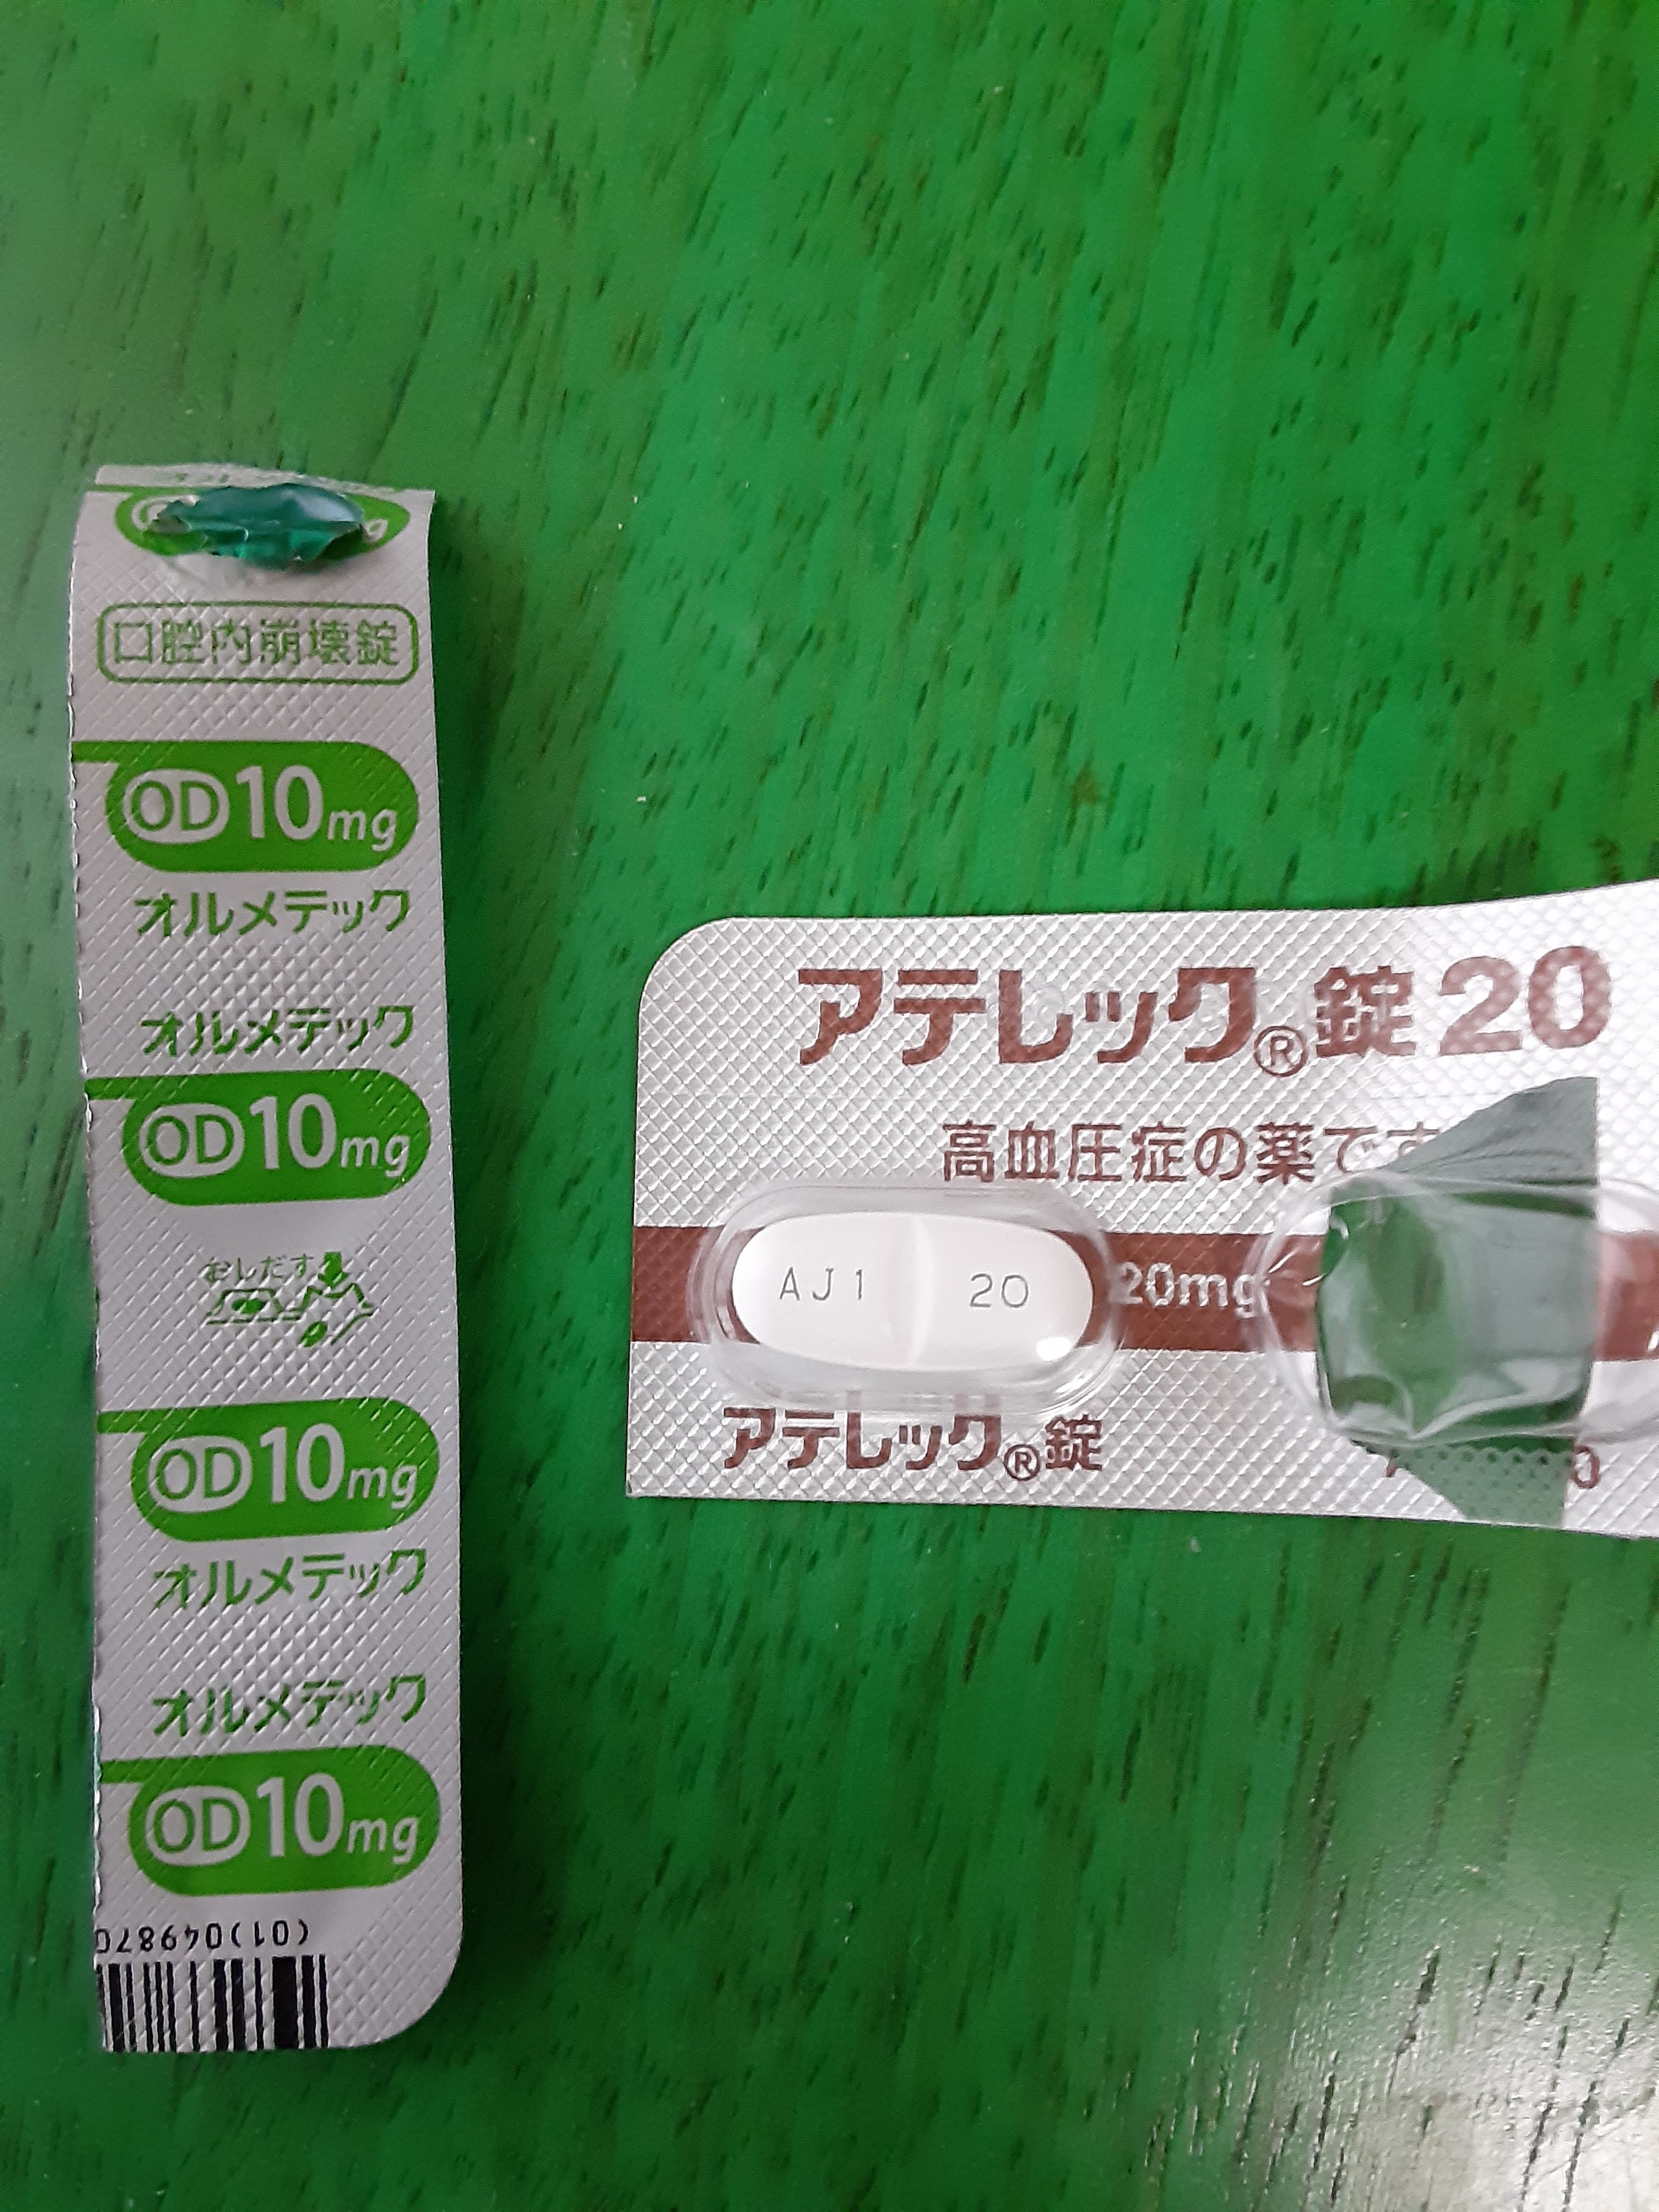 口腔内崩壊錠
OD10mg
オルメテック
オルメテック
OD10mg
おしだす
OD10mg
オルメテック
オルメテック
OD10mg
(01)049870
アテレック®錠20
高血圧症の薬です
AJ1 20
20mg
アテレック®錠